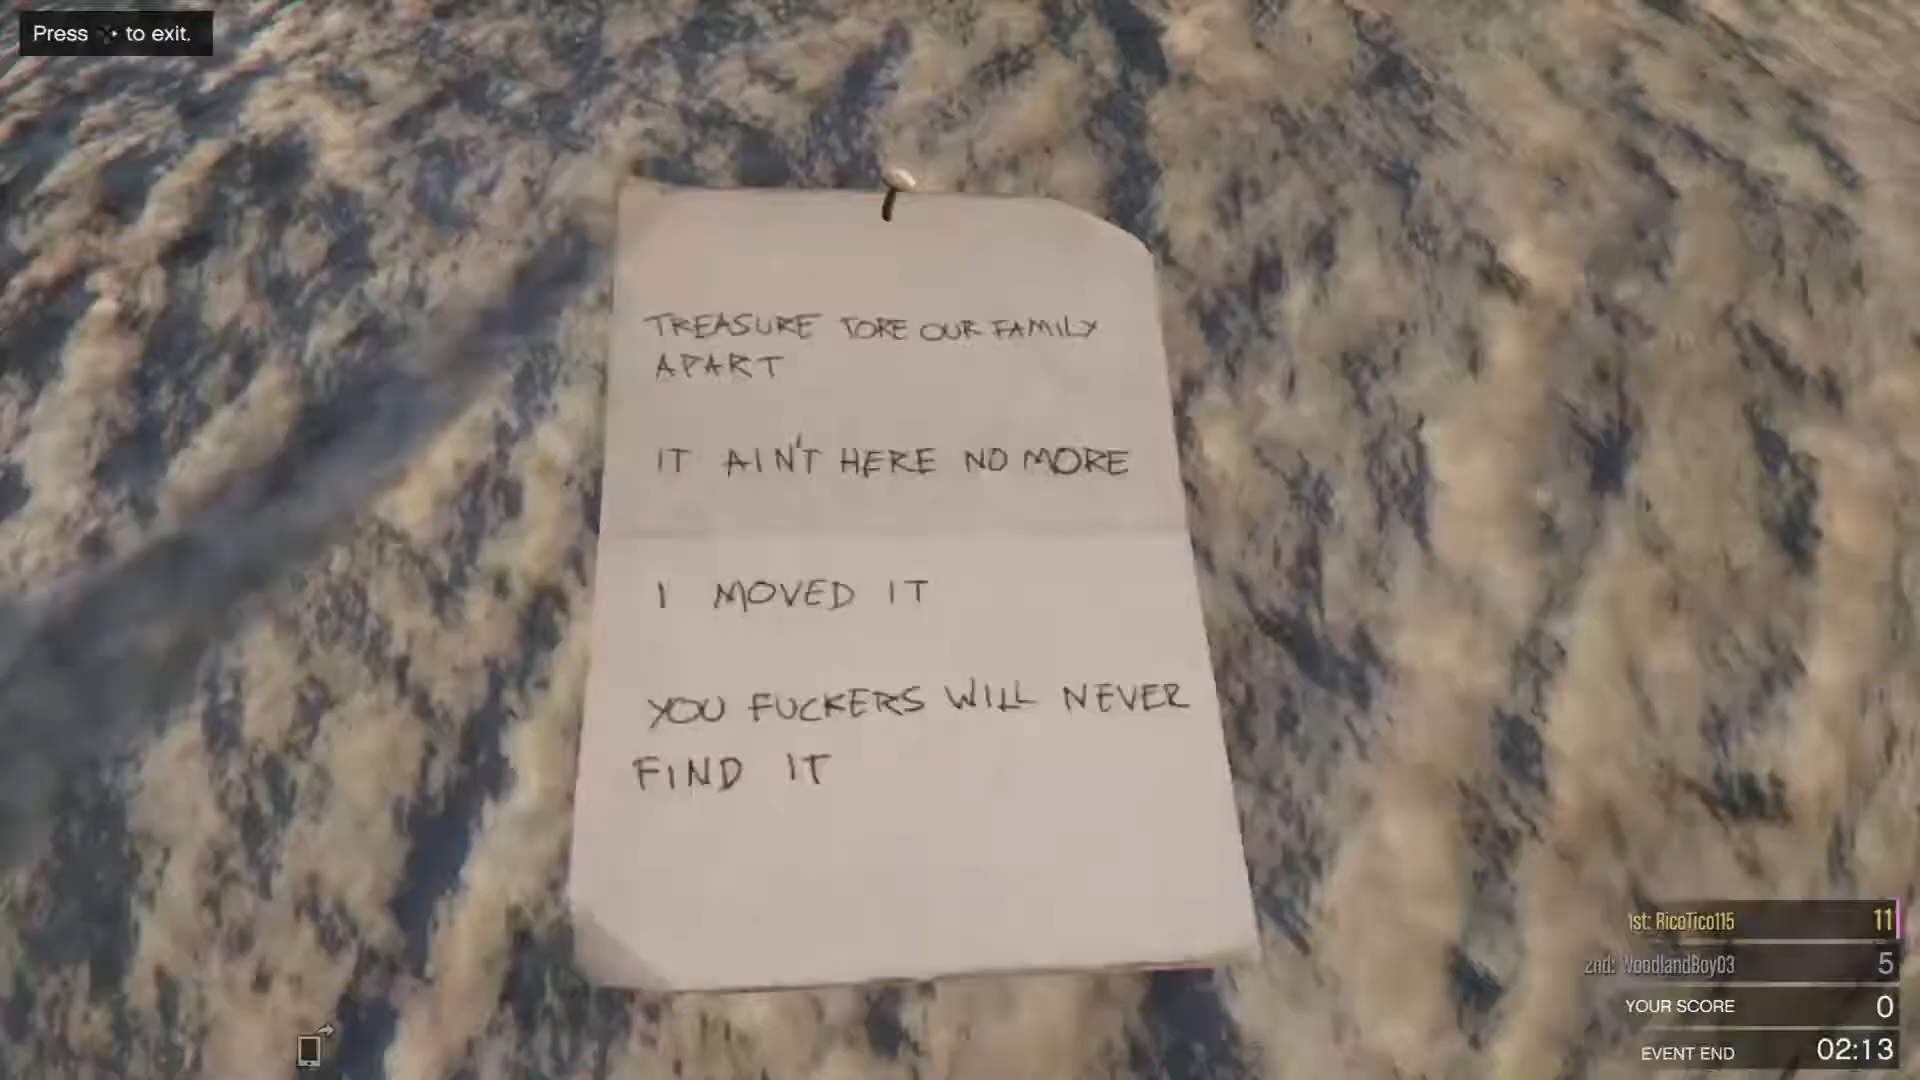 Press to exit.
TREASURE TORE OUR FAMILY
APART
IT AIN'T HERE NO MORE
I MOVED IT
YOU FUCKERS WILL NEVER
FIND IT
1st: RicoTico115 11
2nd: WoodlandBoy03 5
YOUR SCORE 0
EVENT END 02:13